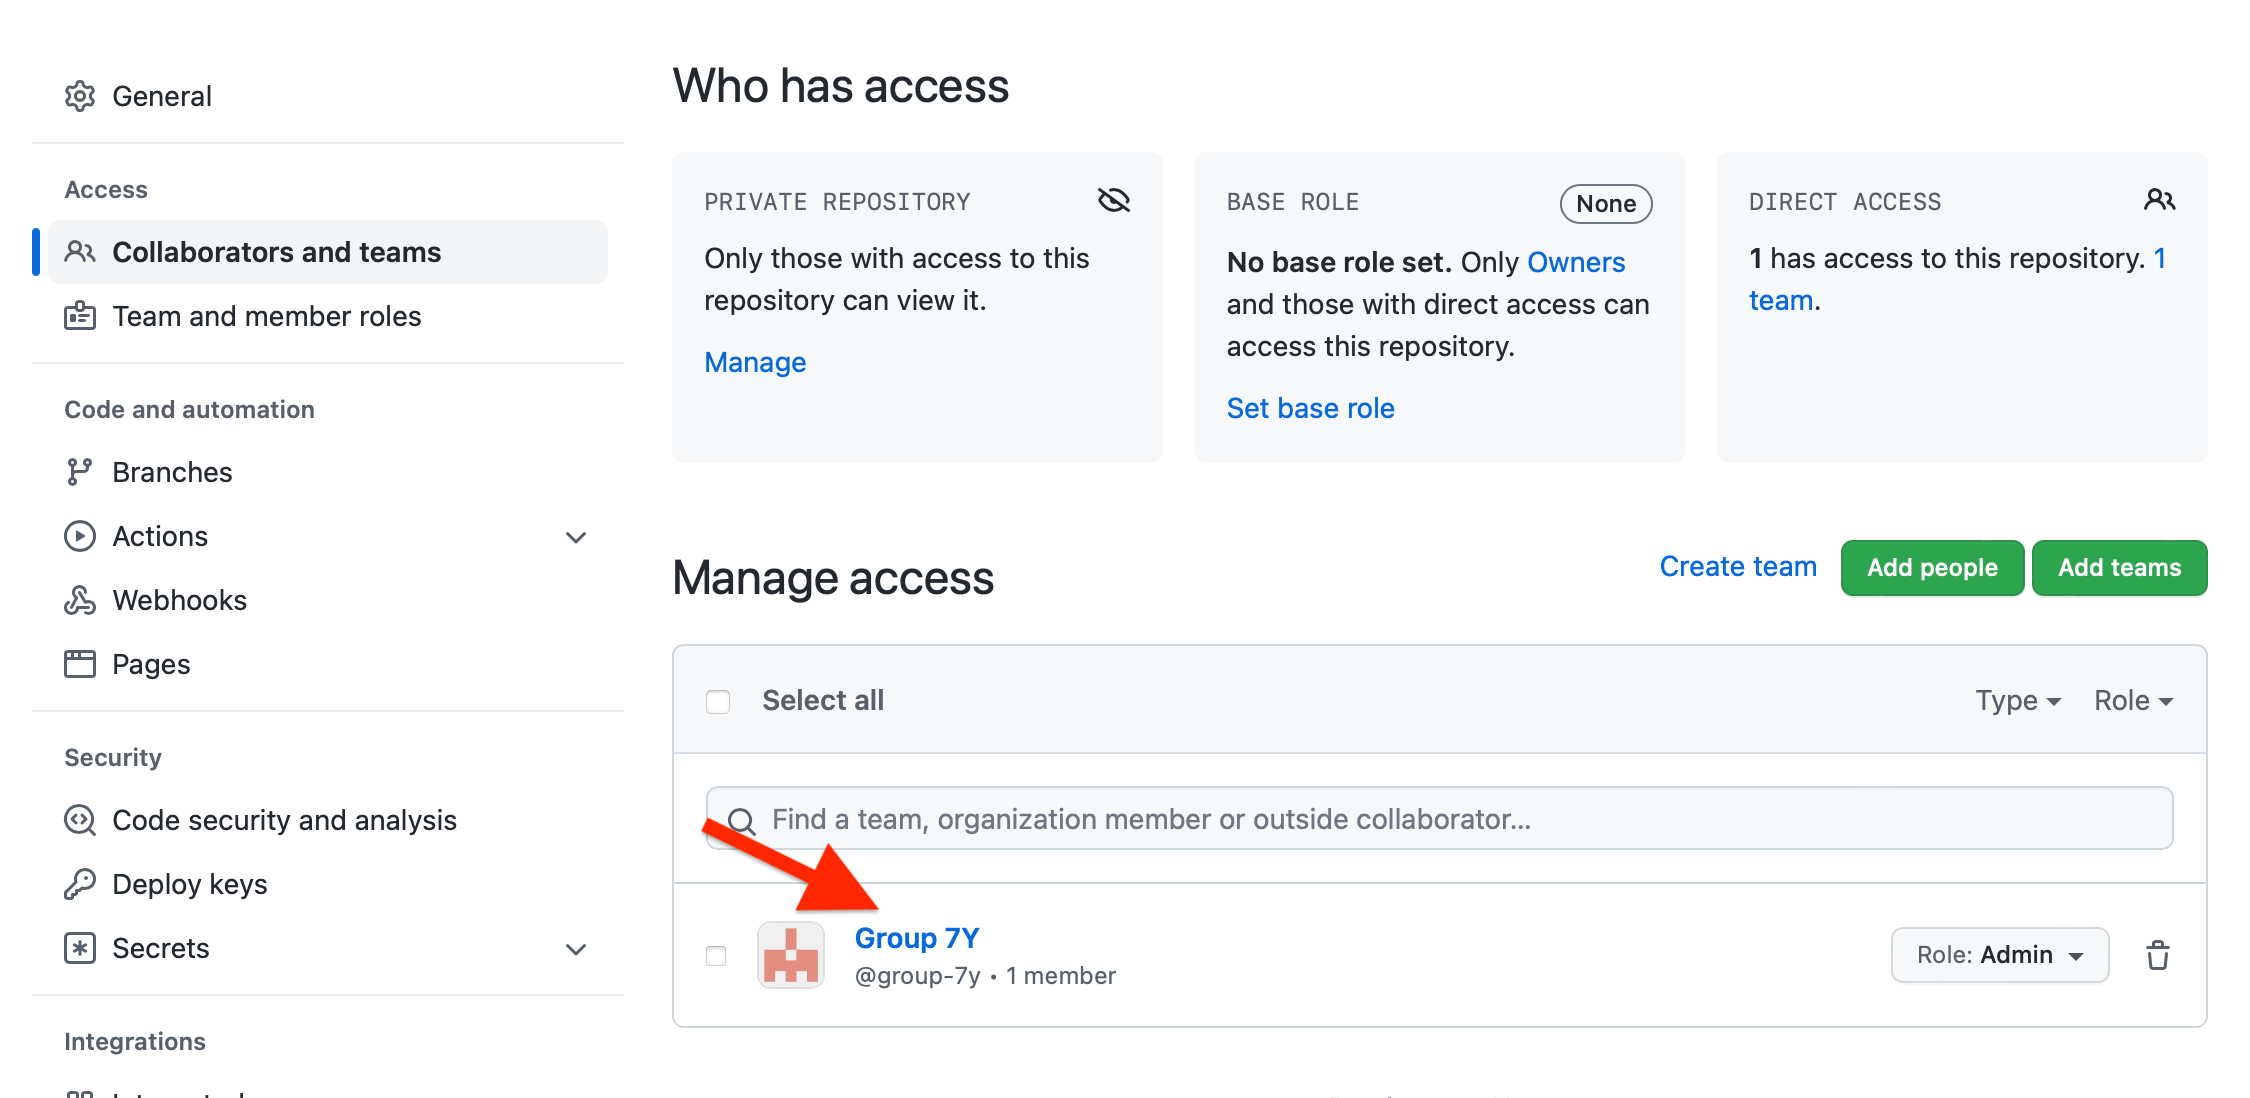 General
Access
Collaborators and teams
Team and member roles
Code and automation
Branches
Actions
Webhooks
Pages
Security
Code security and analysis
Deploy keys
Secrets
Integrations
Who has access
PRIVATE REPOSITORY
Only those with access to this
repository can view it.
Manage
BASE ROLE
None
No base role set. Only Owners
and those with direct access can
access this repository.
Set base role
DIRECT ACCESS
1 has access to this repository. 1
team.
Manage access
Create team
Add people
Add teams
Select all
Type
Role
Find a team, organization member or outside collaborator...
Group 7Y
@group-7y • 1 member
Role: Admin